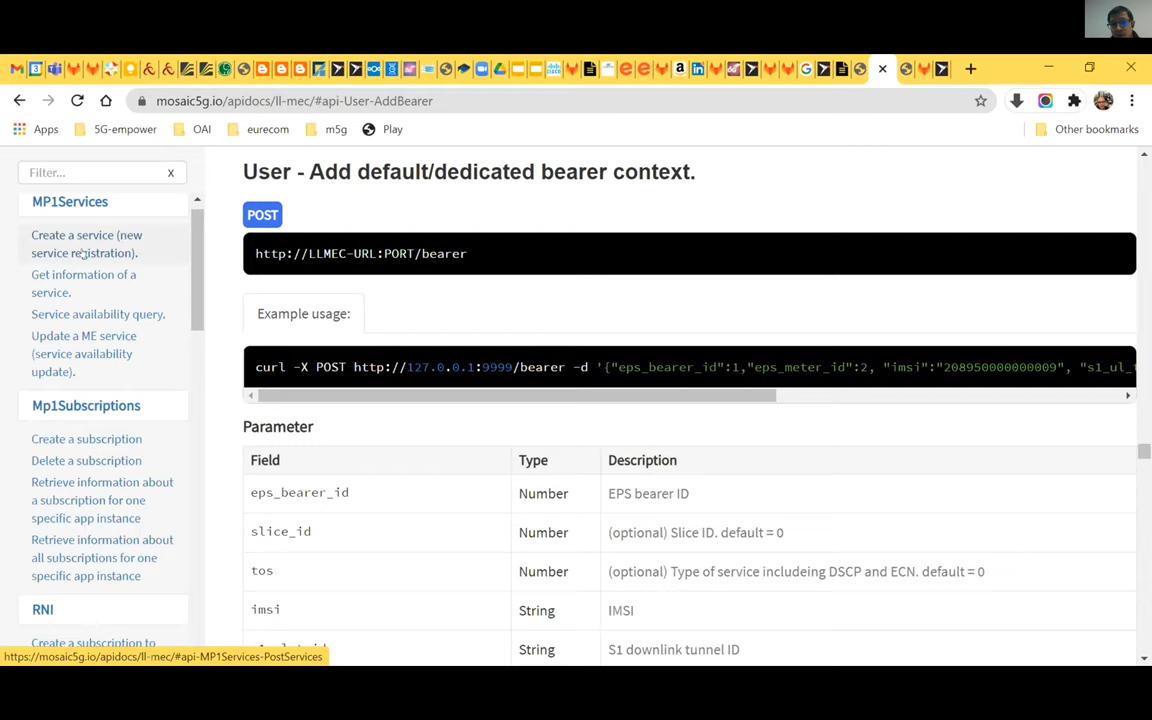 mosaic5g.io/apidocs/ll-mec/#api-User-AddBearer
Apps
5G-empower
OAI
eurecom
m5g
Play
Other bookmarks
Filter...
X
MP1Services
Create a service (new
service registration).
Get information of a
service.
Service availability query.
Update a ME service
(service availability
update).
Mp1Subscriptions
Create a subscription
Delete a subscription
Retrieve information about
a subscription for one
specific app instance
Retrieve information about
all subscriptions for one
specific app instance
RNI
Create a subscription to
https://mosaic5g.io/apidocs/ll-mec/#api-MP1Services-PostServices
User - Add default/dedicated bearer context.
POST
http://LLMEC-URL:PORT/bearer
Example usage:
curl -X POST http://127.0.0.1:9999/bearer -d '{"eps_bearer_id":1,"eps_meter_id":2, "imsi":"208950000000009", "s1_ul_
Parameter
Field Type Description
eps_bearer_id Number EPS bearer ID
slice_id Number (optional) Slice ID. default = 0
tos Number (optional) Type of service includeing DSCP and ECN. default = 0
imsi String IMSI
String S1 downlink tunnel ID